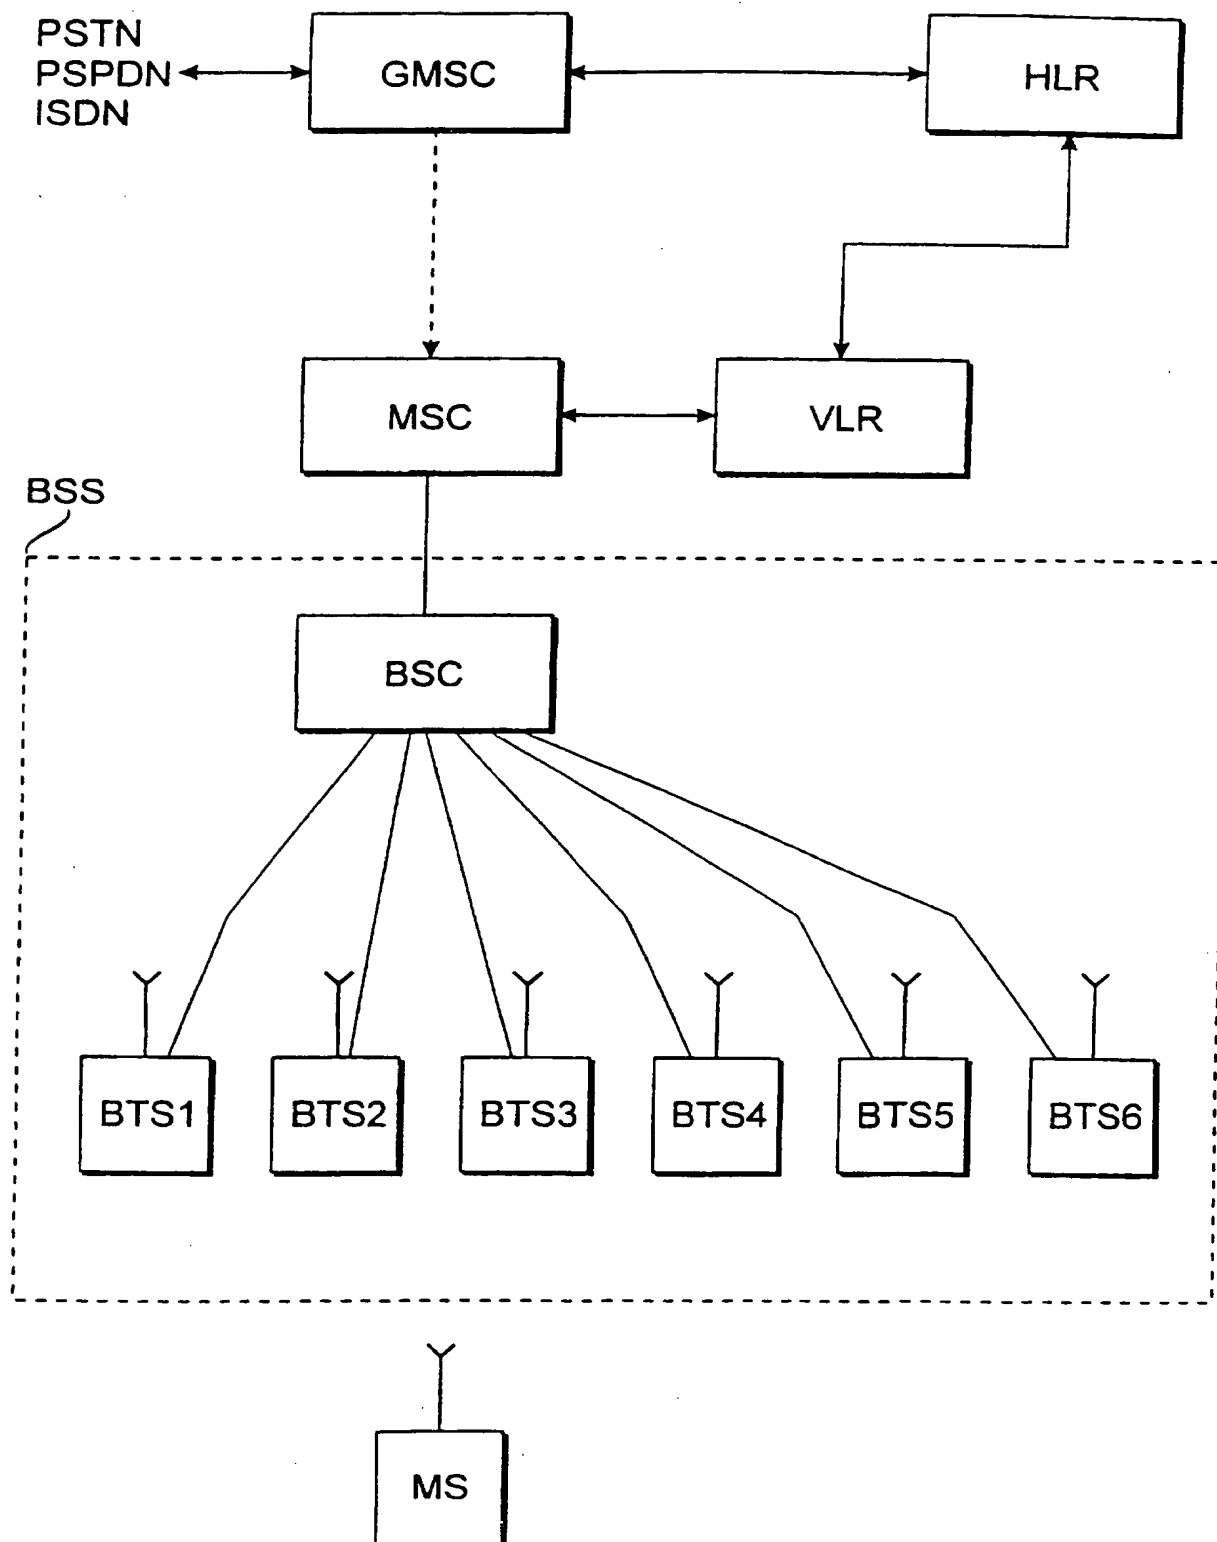 PSTN
PSPDN
ISDN
GMSC
HLR
MSC
VLR
BSS
BSC
BTS1
BTS2
BTS3
BTS4
BTS5
BTS6
MS